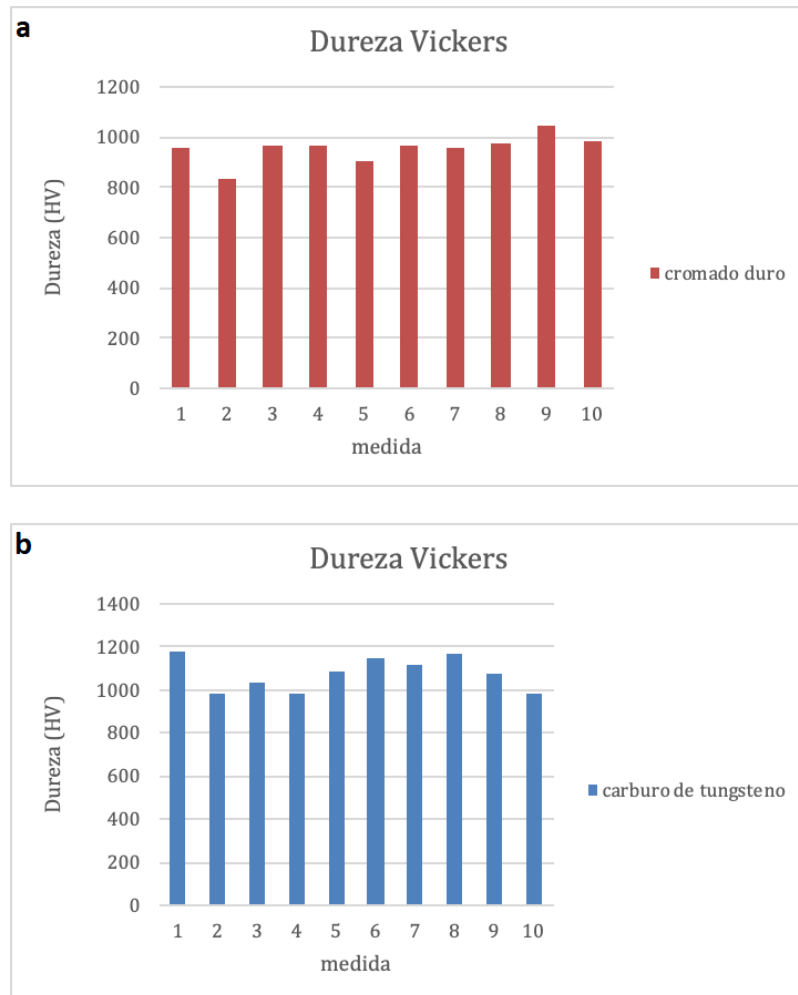 a
Dureza Vickers
1200
1000
800
600
400
200
0
Dureza (HV)
1 2 3 4 5 6 7 8 9 10
medida
cromado duro
b
Dureza Vickers
1400
1200
1000
800
600
400
200
0
Dureza (HV)
1 2 3 4 5 6 7 8 9 10
medida
carburo de tungsteno